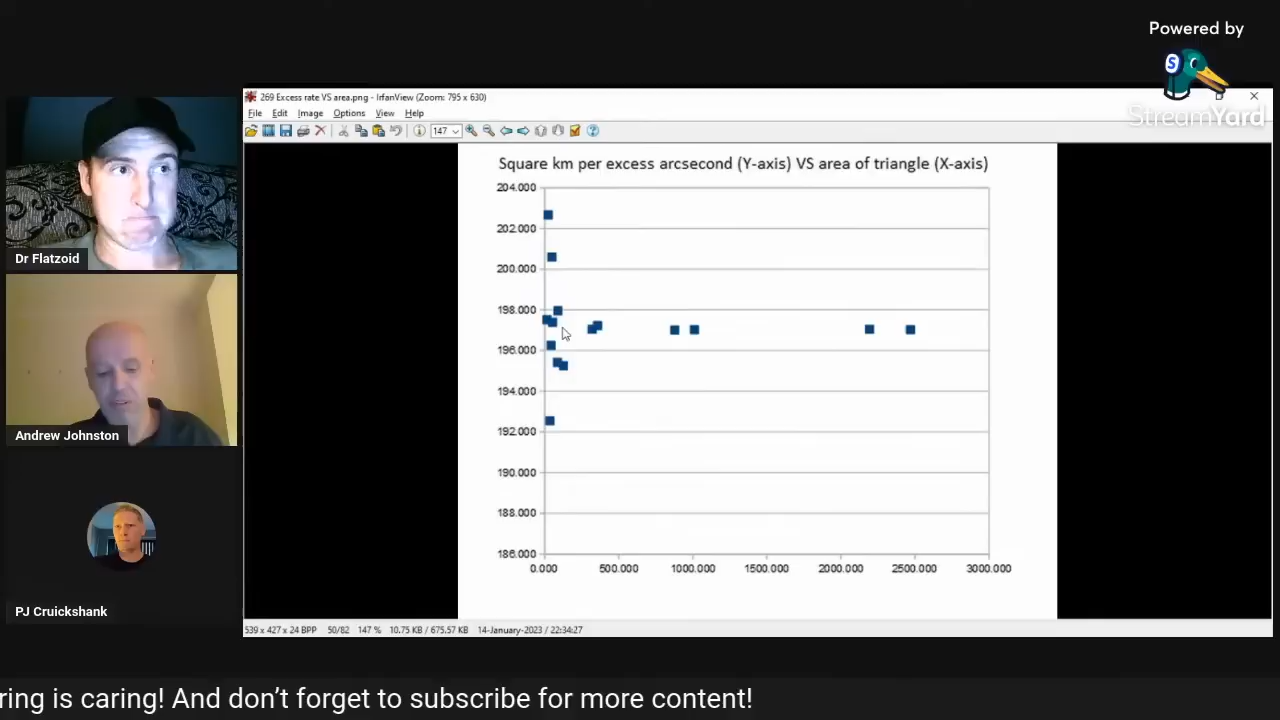 Powered by
StreamYard
269 Excess rate VS area.png - IrfanView (Zoom: 795 x 630)
File Edit Image Options View Help
147
Square km per excess arcsecond (Y-axis) VS area of triangle (X-axis)
204.000
202.000
200.000
198.000
196.000
194.000
192.000
190.000
188.000
186.000
0.000 500.000 1000.000 1500.000 2000.000 2500.000 3000.000
Dr Flatzoid
Andrew Johnston
PJ Cruickshank
539 x 427 x 24 BPP 50/82 147 % 10.75 KB / 675.57 KB 14-January-2023 / 22:34:27
ring is caring! And don’t forget to subscribe for more content!